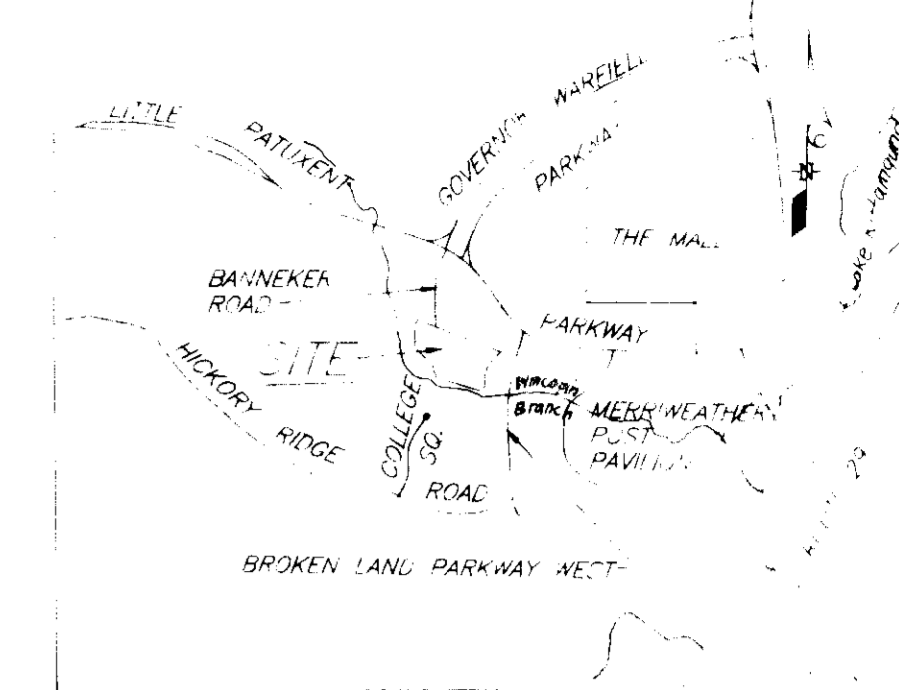 LITTLE
PATUXENT
GOVERNOR WARFIELD
PARKWAY
THE MALL
BANNEKER
ROAD
PARKWAY
SITE
HICKORY
RIDGE
ROAD
COLLEGE
SQ.
Branch
MERRIWEATHER
POST
PAVILION
Lake
29
BROKEN LAND PARKWAY WEST